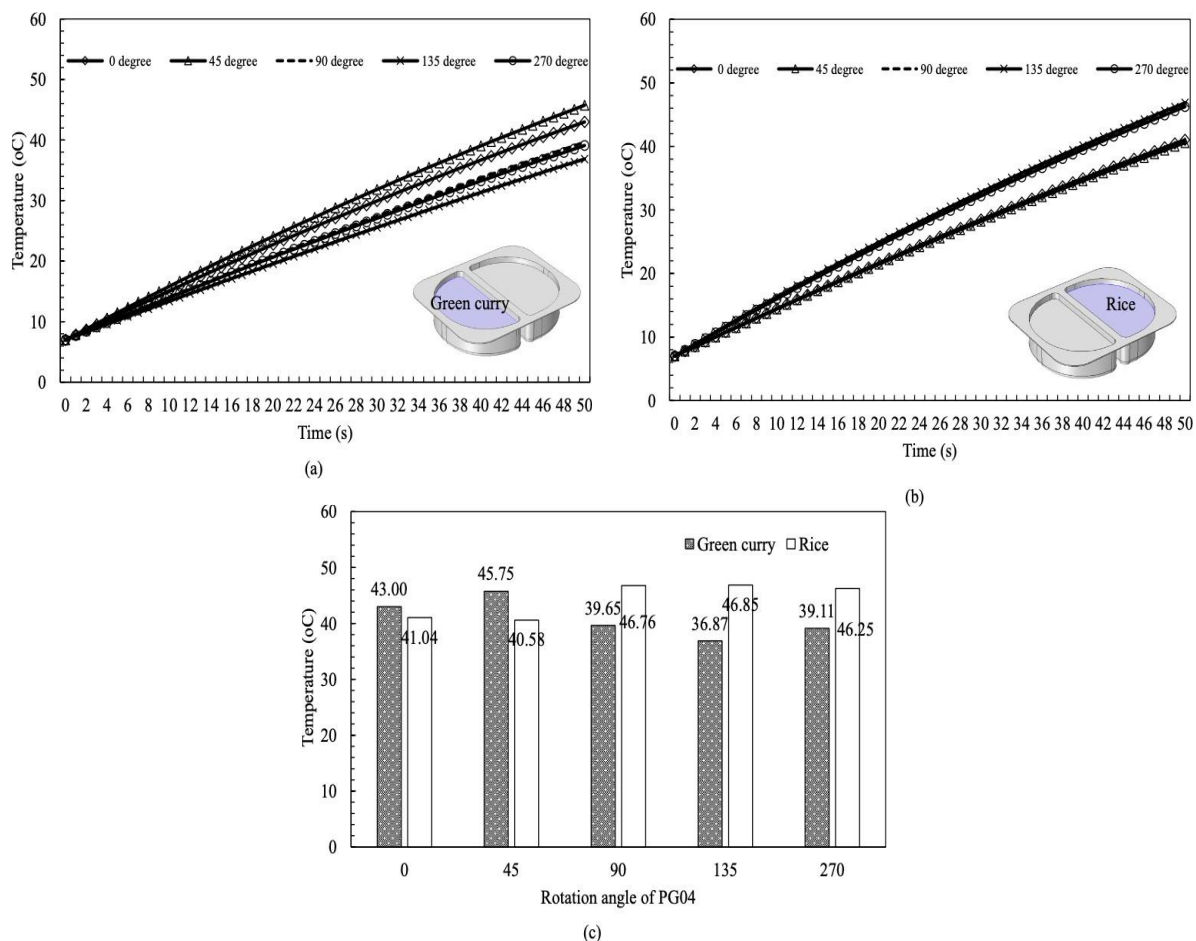 60
50
40
30
20
10
0
Temperature (oC)
0 degree 45 degree 90 degree 135 degree 270 degree
Green curry
0 2 4 6 8 10 12 14 16 18 20 22 24 26 28 30 32 34 36 38 40 42 44 46 48 50
Time (s)
(a)
60
50
40
30
20
10
0
Temperature (oC)
0 degree 45 degree 90 degree 135 degree 270 degree
Rice
0 2 4 6 8 10 12 14 16 18 20 22 24 26 28 30 32 34 36 38 40 42 44 46 48 50
Time (s)
(b)
60
50
40
30
20
10
0
Temperature (oC)
Green curry Rice
43.00 45.75 39.65 36.87 39.11
41.04 40.58 46.76 46.85 46.25
0 45 90 135 270
Rotation angle of PG04
(c)